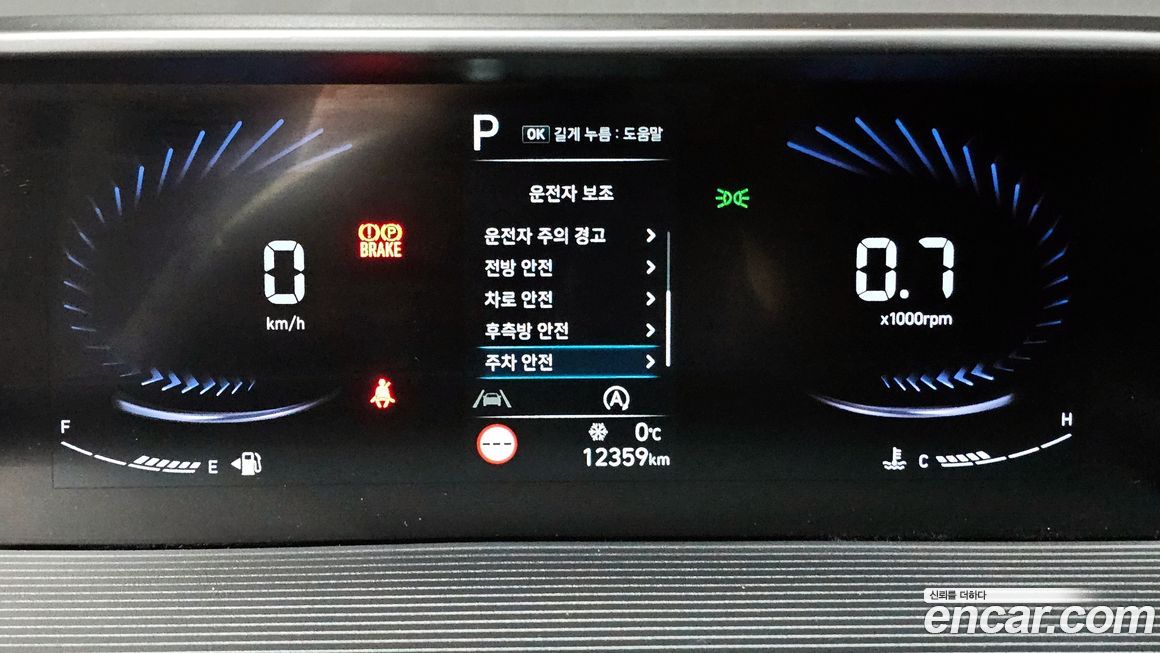 P
OK 길게 누름 : 도움말
운전자 보조
운전자 주의 경고
전방 안전
차로 안전
후측방 안전
주차 안전
A
0℃
12359km
0
km/h
P
BRAKE
0.7
x1000rpm
F
E
H
C
신뢰를 더하다
encar.com